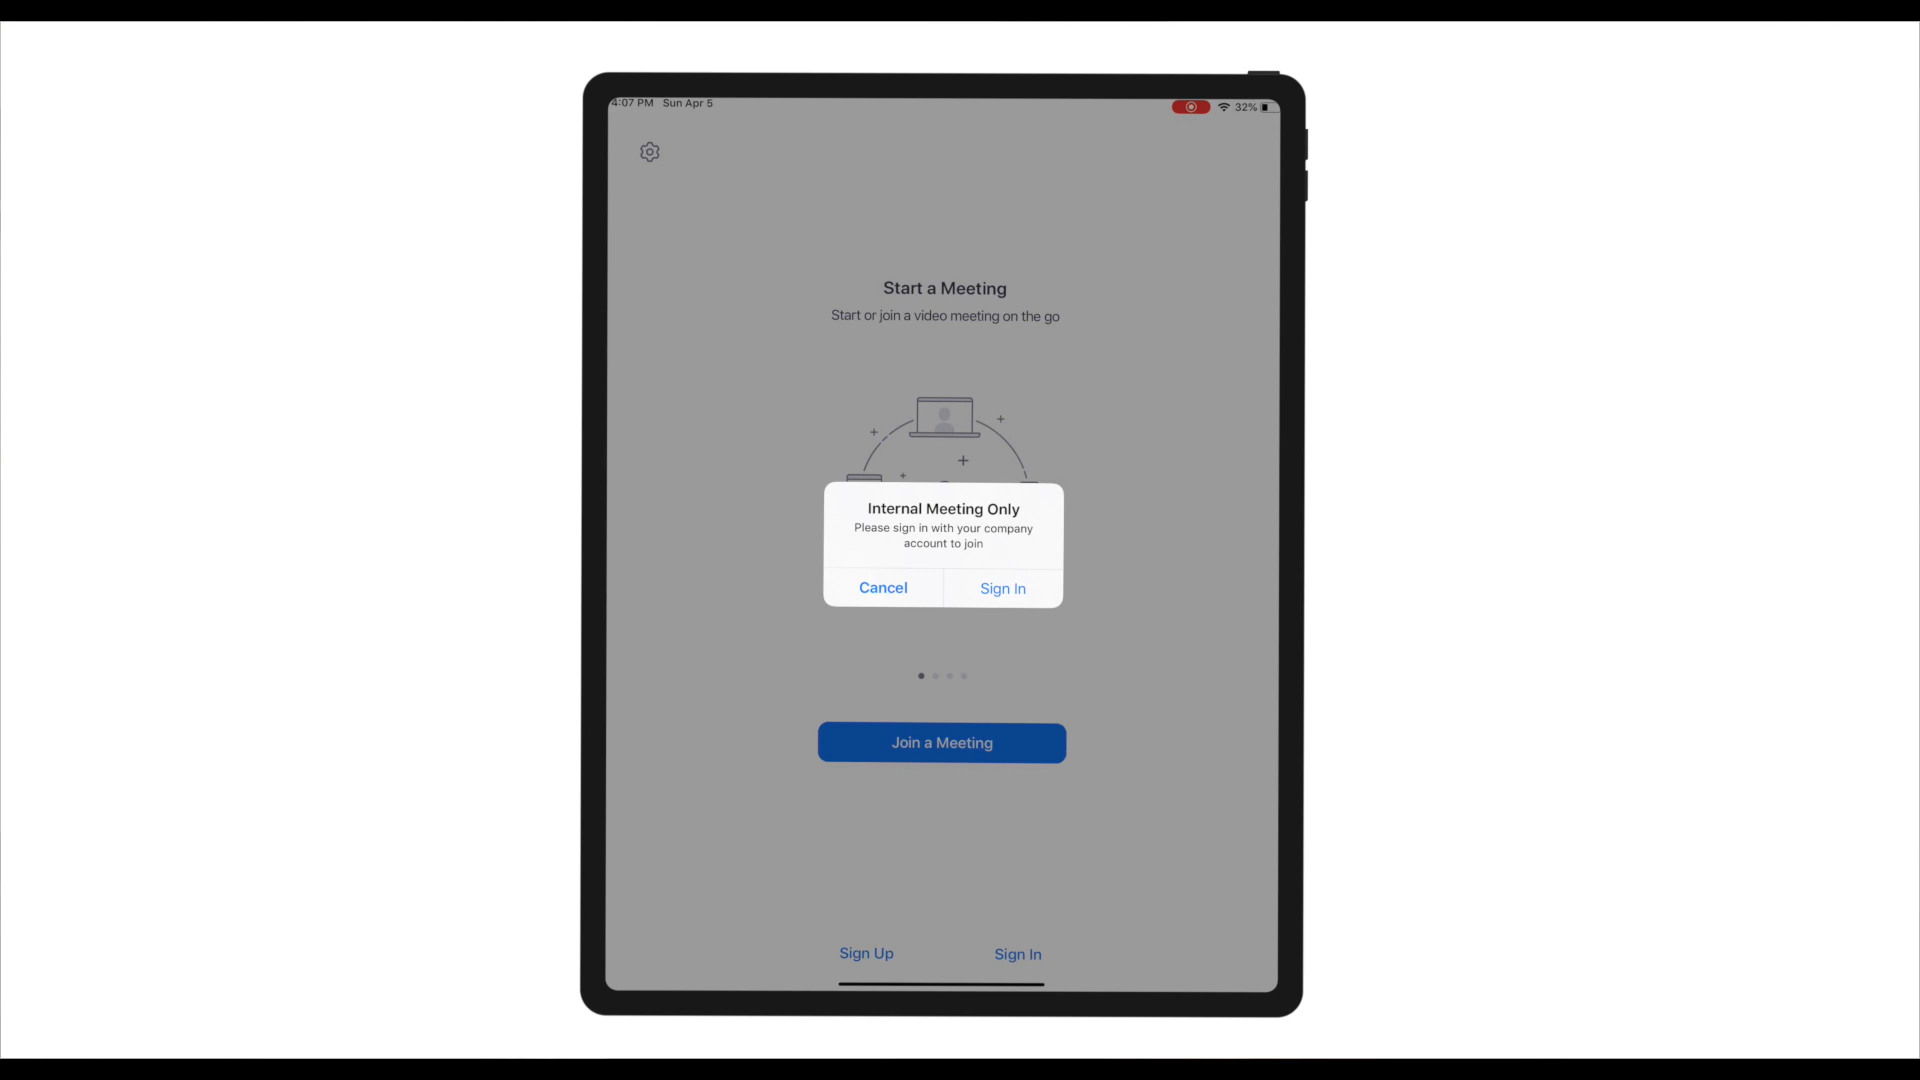 4:07 PM Sun Apr 5
32%
Start a Meeting
Start or join a video meeting on the go
Internal Meeting Only
Please sign in with your company
account to join
Cancel Sign In
Join a Meeting
Sign Up Sign In